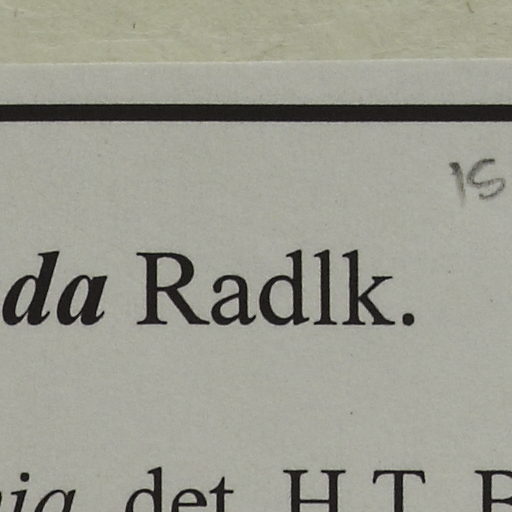 15
da Radlk.
det. H.T.